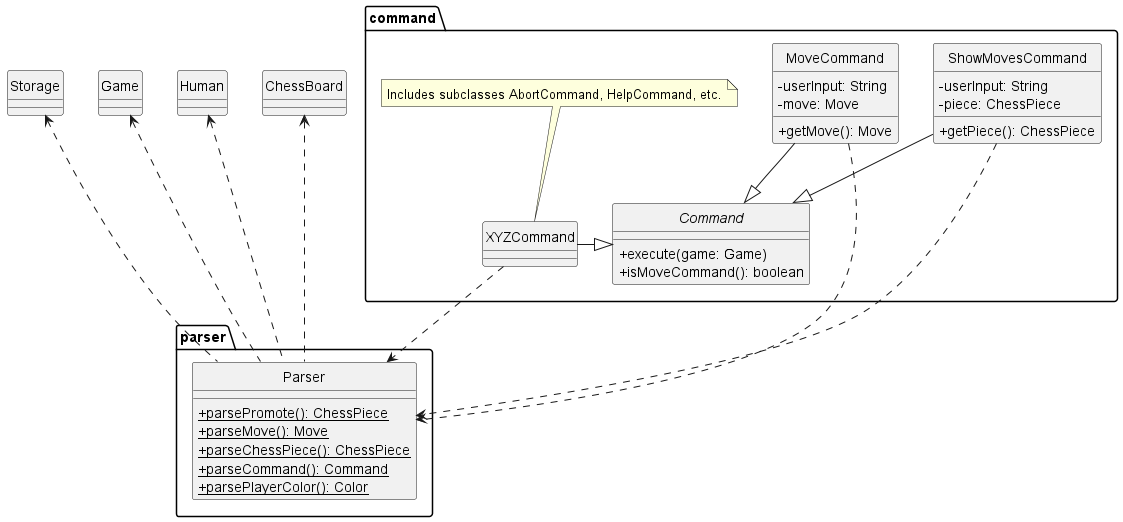 command
MoveCommand
-userInput: String
-move: Move
+getMove(): Move
ShowMovesCommand
-userInput: String
-piece: ChessPiece
+getPiece(): ChessPiece
Storage
Game
Human
ChessBoard
Includes subclasses AbortCommand, HelpCommand, etc.
XYZCommand
Command
+execute(game: Game)
+isMoveCommand(): boolean
parser
Parser
+parsePromote(): ChessPiece
+parseMove(): Move
+parseChessPiece(): ChessPiece
+parseCommand(): Command
+parsePlayerColor(): Color